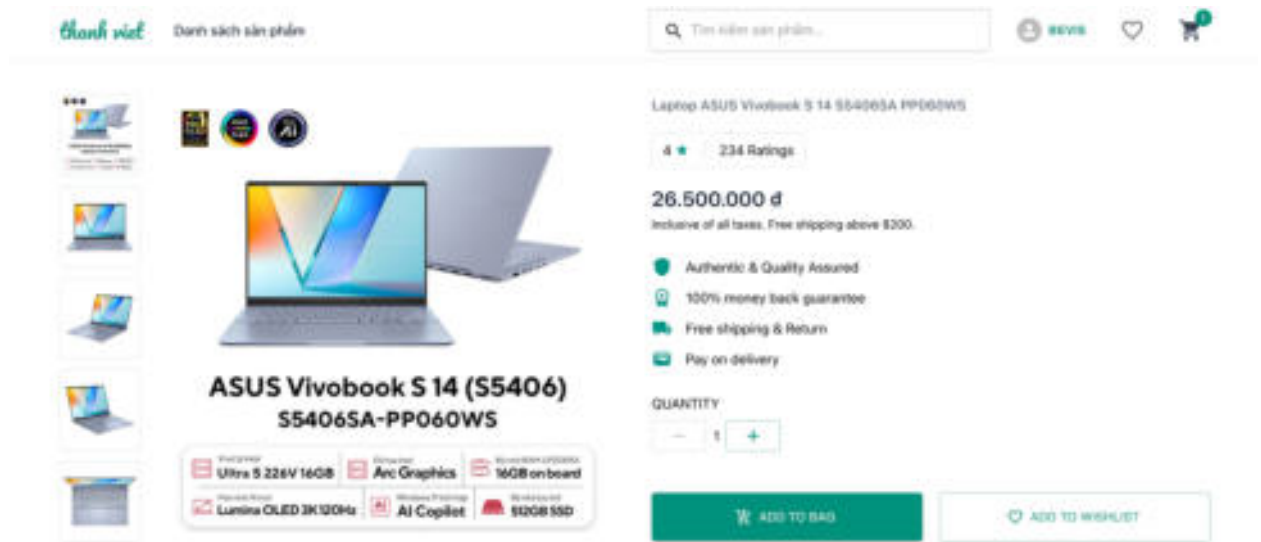 thanh viet
Danh sách sản phẩm
Tìm kiếm sản phẩm...
BEVIS
Laptop ASUS Vivobook S 14 S5406SA PP060WS
4 ★
234 Ratings
26.500.000 đ
Inclusive of all taxes. Free shipping above $200.
Authentic & Quality Assured
100% money back guarantee
Free shipping & Return
Pay on delivery
QUANTITY
− 1 +
ADD TO BAG
ADD TO WISHLIST
Ai
ASUS Vivobook S 14 (S5406)
S5406SA-PP060WS
Ultra 5 226V 16GB
Arc Graphics
16GB on board
Lumina OLED 3K 120Hz
AI
AI Copilot
512GB SSD